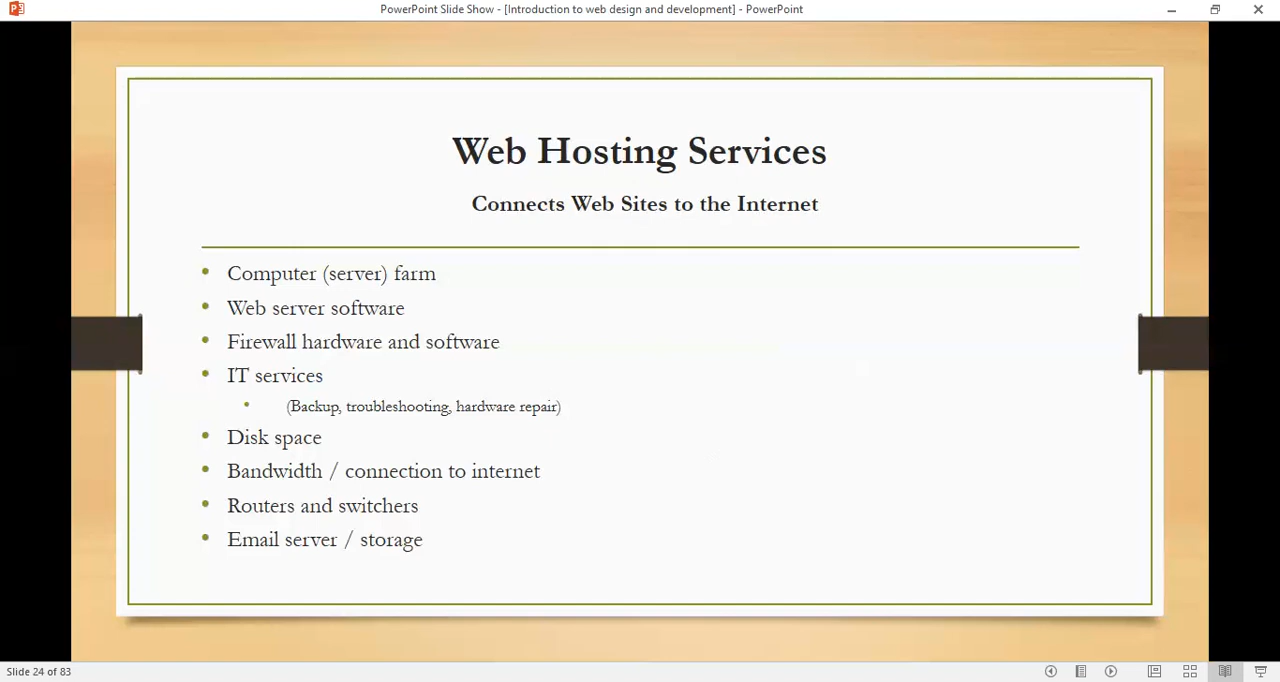 PowerPoint Slide Show - [Introduction to web design and development] - PowerPoint
Web Hosting Services
Connects Web Sites to the Internet
• Computer (server) farm
• Web server software
• Firewall hardware and software
• IT services
• (Backup, troubleshooting, hardware repair)
• Disk space
• Bandwidth / connection to internet
• Routers and switchers
• Email server / storage
Slide 24 of 83